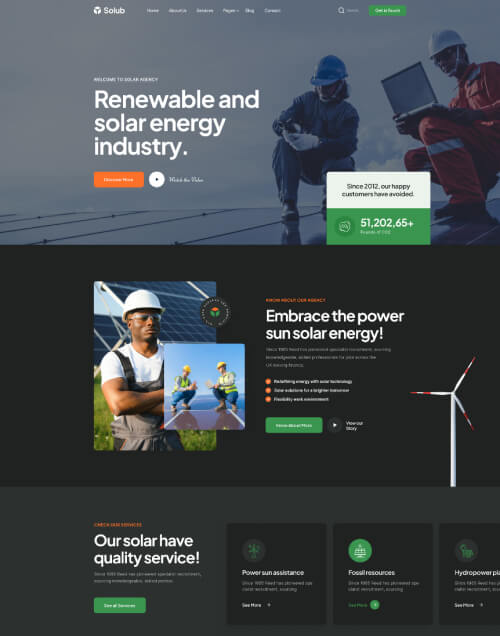 Solub
Home About Us Services Pages Blog Contact
Get In Touch
WELCOME TO SOLAR AGENCY
Renewable and
solar energy
industry.
Discover More
Watch the Video
Since 2012, our happy
customers have avoided.
51,202,65+
Pounds of CO2
KNOW ABOUT OUR AGENCY
Embrace the power
sun solar energy!
Since 1985 Reed has pioneered specialist recruitment, sourcing
knowledgeable, skilled professionals for jobs across the
UK leading finance.
Redefining energy with solar technology
Solar solutions for a brighter tomorrow
Flexibility work environment
Know About More
View our
Story
CHECK OUR SERVICES
Our solar have
quality service!
Since 1985 Reed has pioneered specialist recruitment,
sourcing knowledgeable, skilled profess
See all Services
Power sun assistance
Since 1985 Reed has pioneered spe
cialist recruitment, sourcing
See More
Fossil resources
Since 1985 Reed has pioneered spe
cialist recruitment, sourcing
See More
Hydropower pla
Since 1985 Reed has
cialist recruitment,
See More